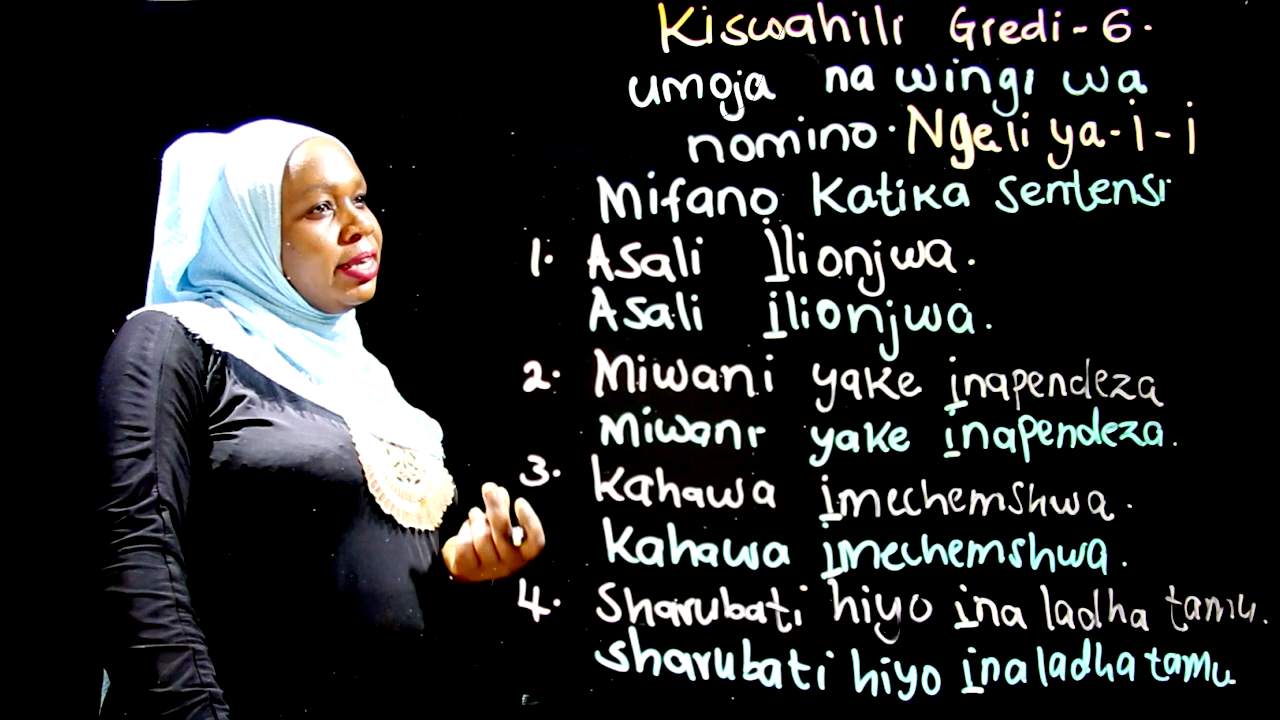 Kiswahili Gredi-6.
umoja na wingi wa
nomino. Ngeli ya-i-i
Mifano Katika Sentensi
1. Asali Ilionjwa.
Asali ilionjwa.
2. Miwani yake inapendeza
Miwani yake inapendeza.
3. Kahawa imechemshwa.
Kahawa imechemshwa.
4. Sharubati hiyo ina ladha tamu.
Sharubati hiyo ina ladha tamu